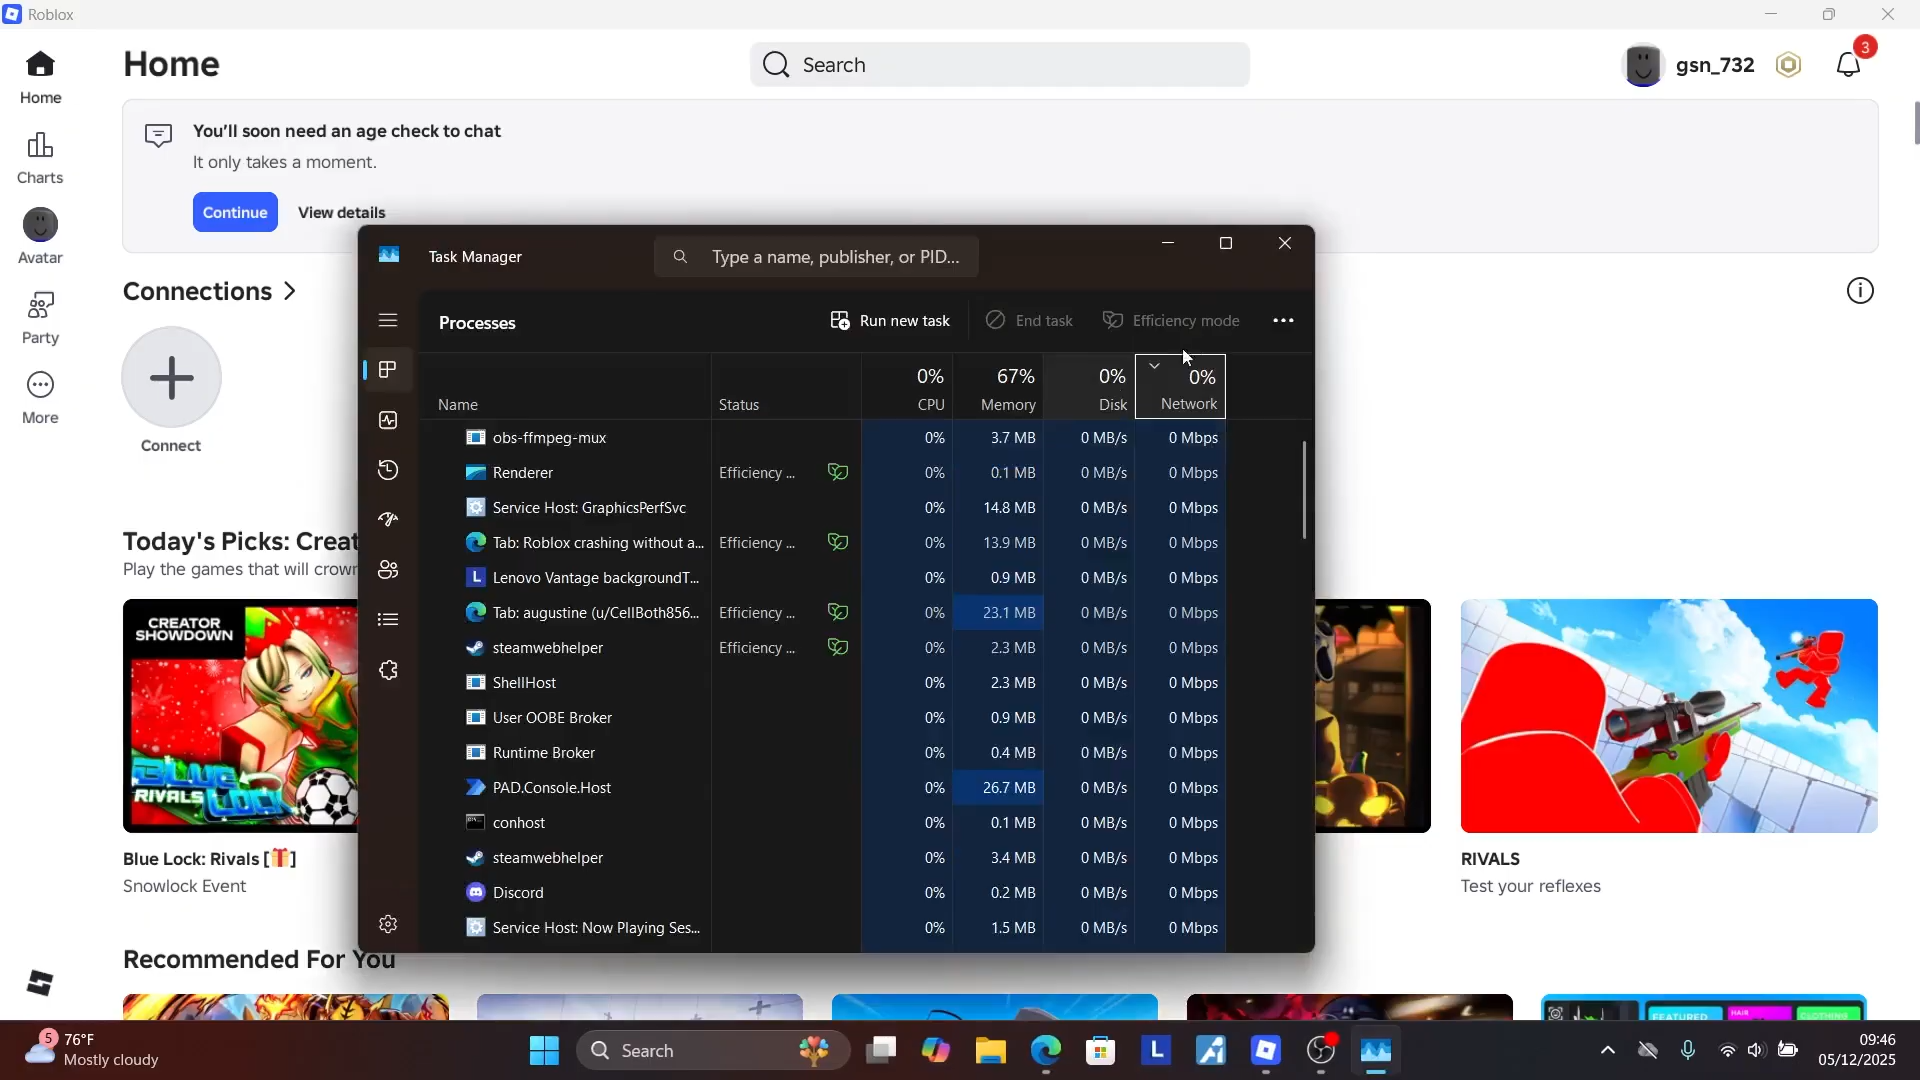 Roblox
Home
Search
gsn_732
3
Home
Charts
Avatar
Party
More
You'll soon need an age check to chat
It only takes a moment.
Continue
View details
Connections
Connect
Today's Picks: Creat
Play the games that will crown
CREATOR
SHOWDOWN
BLUE LOCK
RIVALS
Blue Lock: Rivals [🎁]
Snowlock Event
RIVALS
Test your reflexes
Recommended For You
FEATURED
HAIR
CLOTHING
Task Manager
Type a name, publisher, or PID...
Processes
Run new task
End task
Efficiency mode
0% 67% 0% 0%
Name Status CPU Memory Disk Network
obs-ffmpeg-mux 0% 3.7 MB 0 MB/s 0 Mbps
Renderer Efficiency ... 0% 0.1 MB 0 MB/s 0 Mbps
Service Host: GraphicsPerfSvc 0% 14.8 MB 0 MB/s 0 Mbps
Tab: Roblox crashing without a... Efficiency ... 0% 13.9 MB 0 MB/s 0 Mbps
L Lenovo Vantage backgroundT... 0% 0.9 MB 0 MB/s 0 Mbps
Tab: augustine (u/CellBoth856... Efficiency ... 0% 23.1 MB 0 MB/s 0 Mbps
steamwebhelper Efficiency ... 0% 2.3 MB 0 MB/s 0 Mbps
ShellHost 0% 2.3 MB 0 MB/s 0 Mbps
User OOBE Broker 0% 0.9 MB 0 MB/s 0 Mbps
Runtime Broker 0% 0.4 MB 0 MB/s 0 Mbps
PAD.Console.Host 0% 26.7 MB 0 MB/s 0 Mbps
conhost 0% 0.1 MB 0 MB/s 0 Mbps
steamwebhelper 0% 3.4 MB 0 MB/s 0 Mbps
Discord 0% 0.2 MB 0 MB/s 0 Mbps
Service Host: Now Playing Ses... 0% 1.5 MB 0 MB/s 0 Mbps
5
76°F
Mostly cloudy
Search
L
09:46
05/12/2025